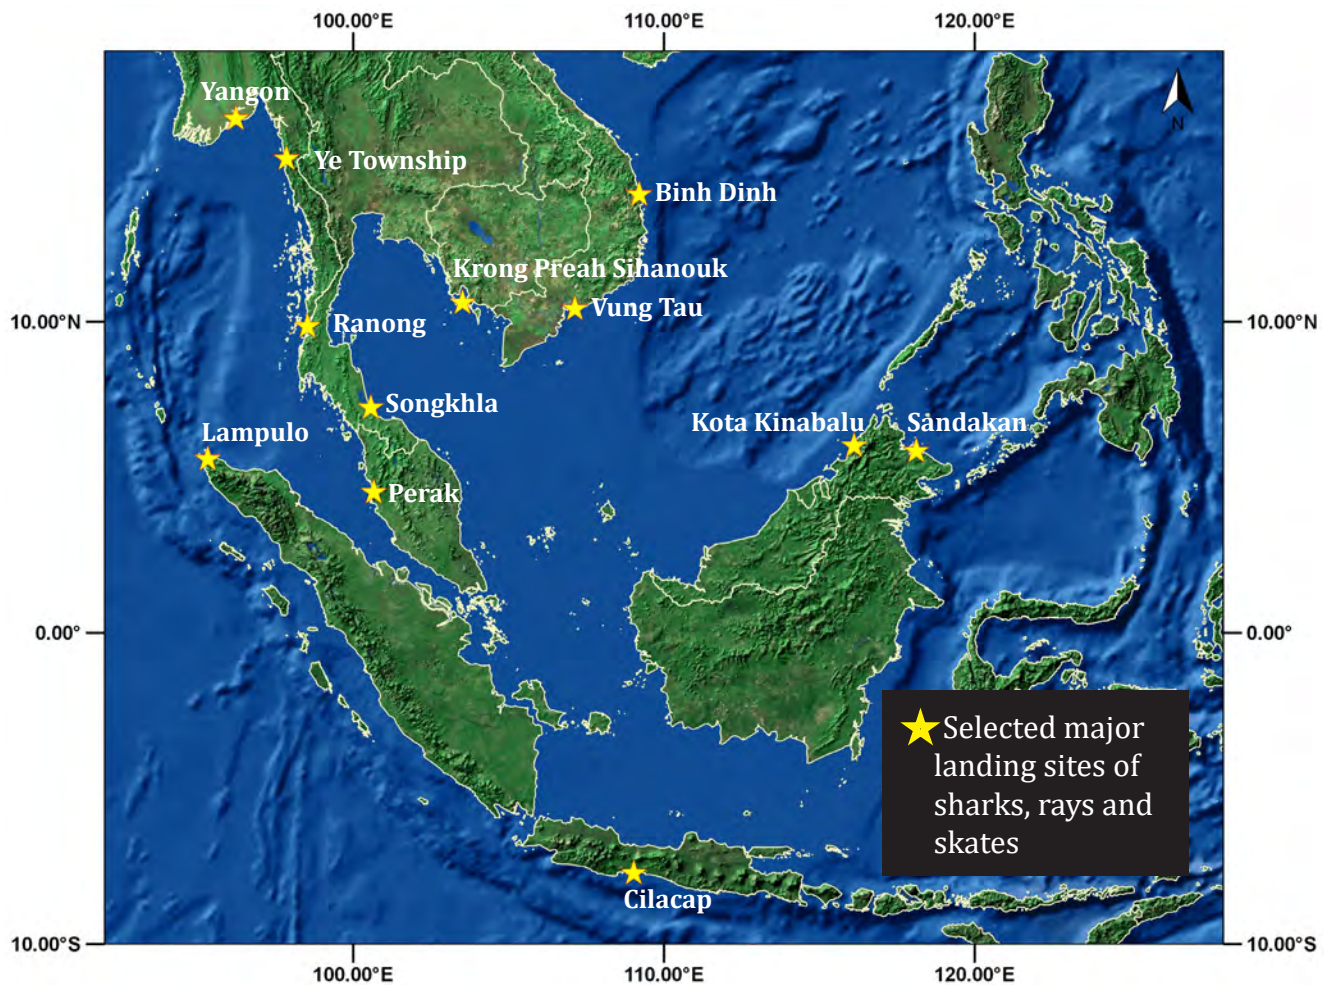 100.00°E
110.00°E
120.00°E
Yangon
N
Ye Township
Binh Dinh
Krong Preah Sihanouk
Vung Tau
10.00°N
Ranong
10.00°N
Songkhla
Kota Kinabalu
Sandakan
Lampulo
Perak
0.00°
0.00°
Selected major
landing sites of
sharks, rays and
skates
Cilacap
10.00°S
10.00°S
100.00°E
110.00°E
120.00°E